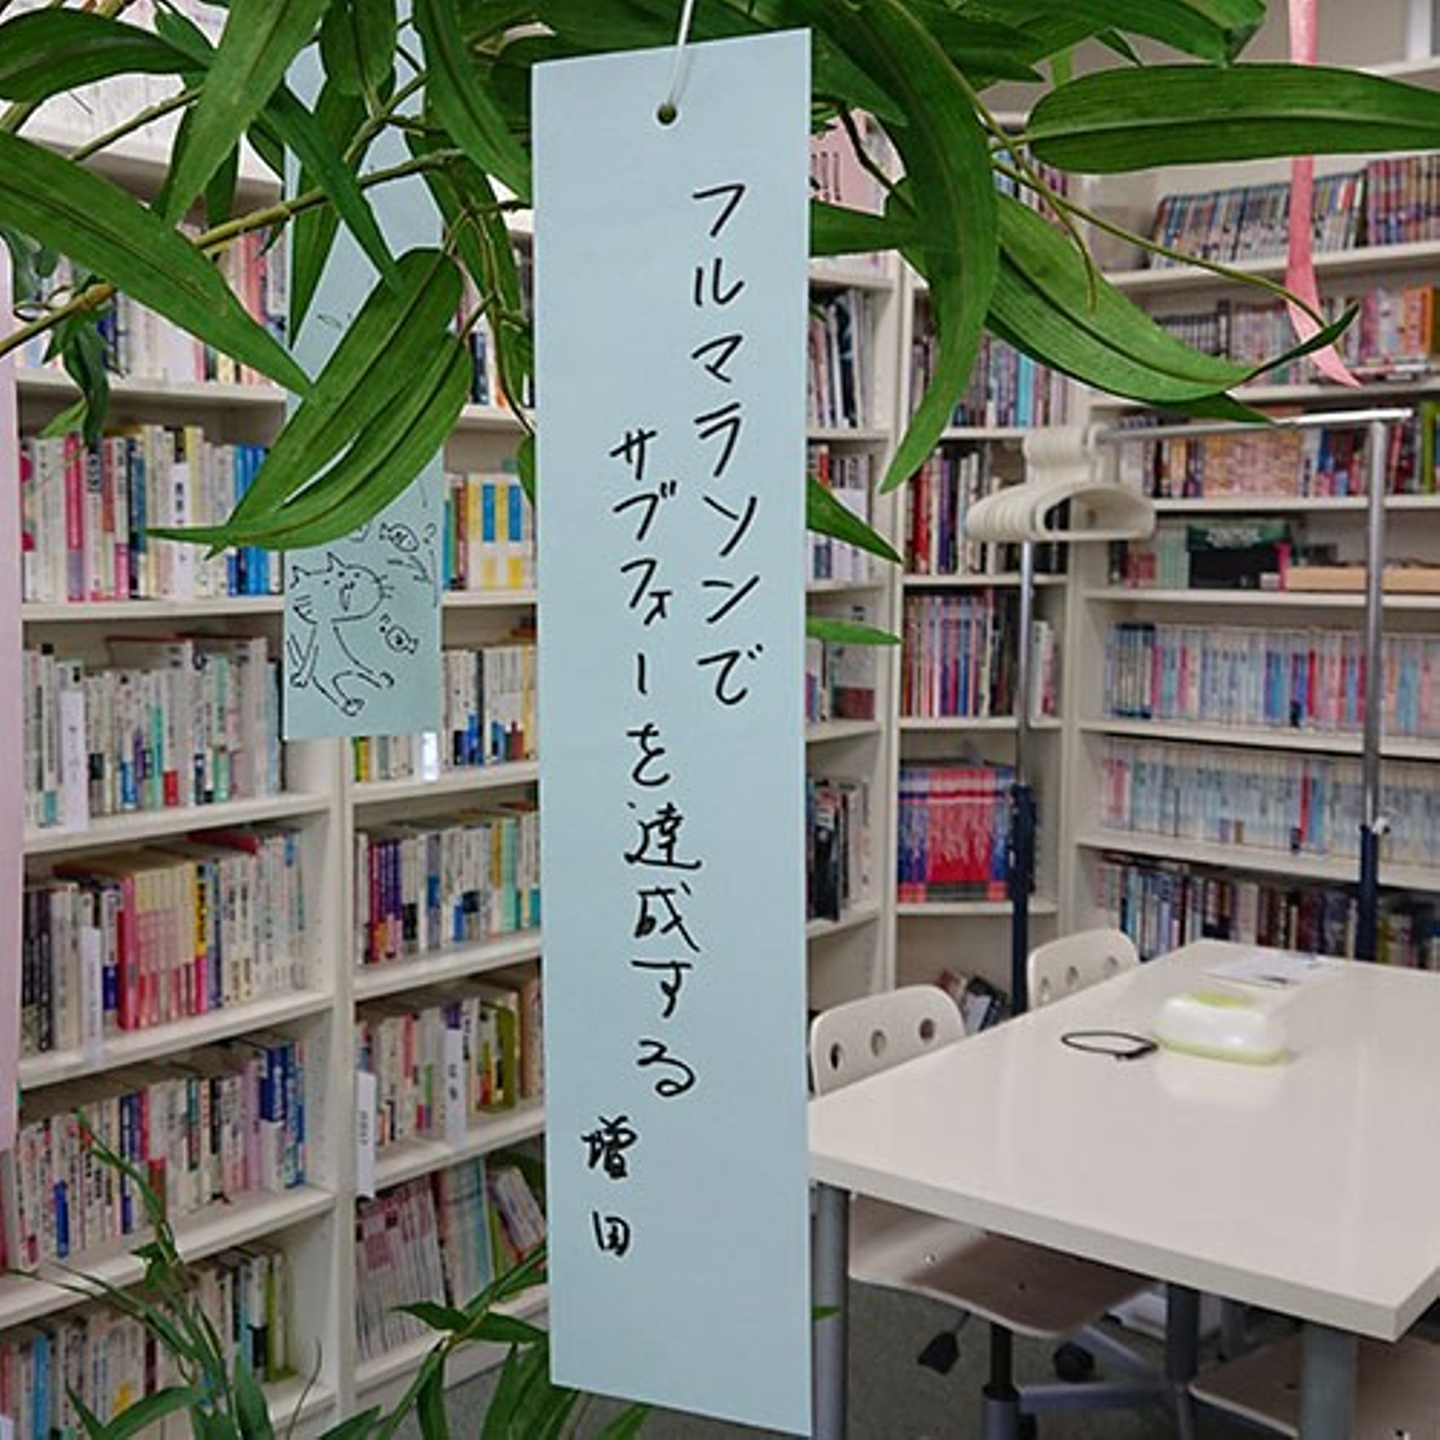 フルマラソンで
サブフォーを達成する
増田